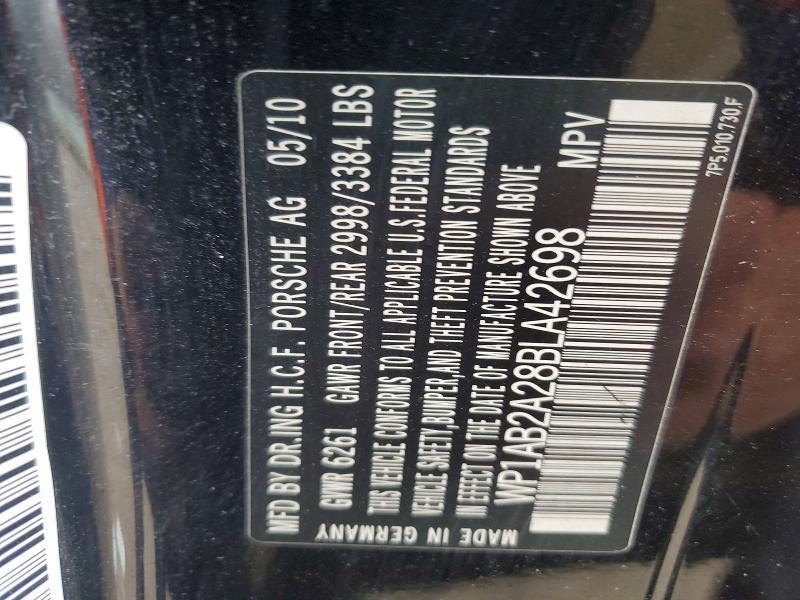 MFD BY DR.ING H.C.F. PORSCHE AG 05/10
GWR 6261 GAWR FRONT/REAR 2998/3384 LBS
THIS VEHICLE CONFORMS TO ALL APPLICABLE U.S.FEDERAL MOTOR
VEHICLE SAFETY,BUMPER,AND THEFT PREVENTION STANDARDS
IN EFFECT ON THE DATE OF MANUFACTURE SHOWN ABOVE
WP1AB2A28BLA42698 MPV
MADE IN GERMANY
7P5.010.730,F